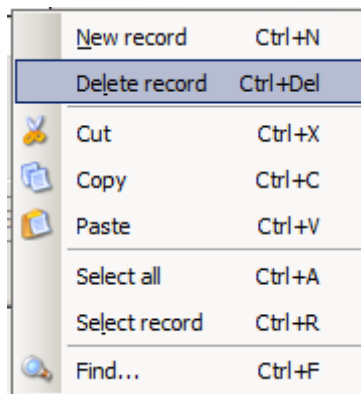 New record Ctrl+N
Delete record Ctrl+Del
Cut Ctrl+X
Copy Ctrl+C
Paste Ctrl+V
Select all Ctrl+A
Select record Ctrl+R
Find... Ctrl+F